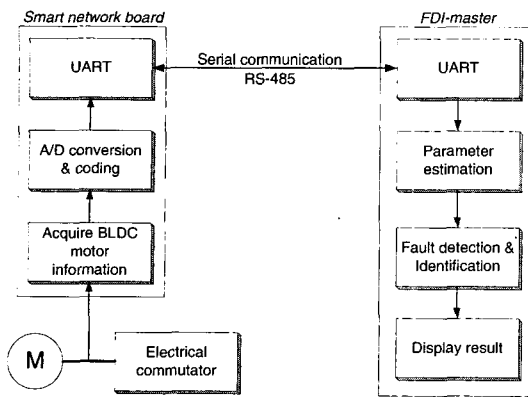 Smart network board
UART
A/D conversion
& coding
Acquire BLDC
motor
information
M
Electrical
commutator
Serial communication
RS-485
FDI-master
UART
Parameter
estimation
Fault detection &
Identification
Display result